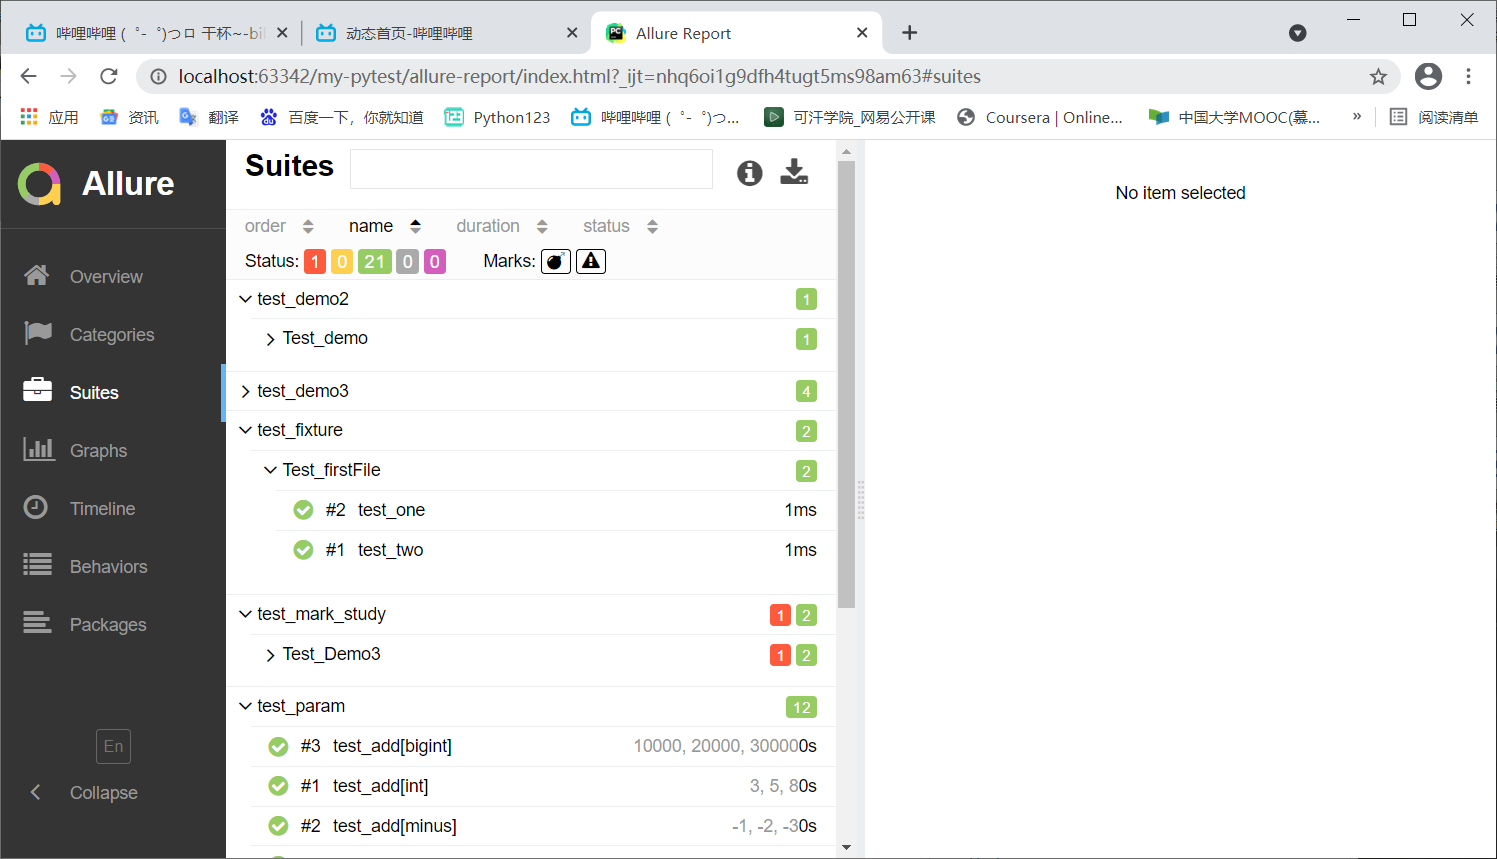 哔哩哔哩 (゜-゜)つロ 干杯~-bil
动态首页-哔哩哔哩
Allure Report
localhost:63342/my-pytest/allure-report/index.html?_ijt=nhq6oi1g9dfh4tugt5ms98am63#suites
应用 资讯 翻译 百度一下，你就知道 Python123 哔哩哔哩 (゜-゜)つ... 可汗学院_网易公开课 Coursera | Online... 中国大学MOOC(慕... » 阅读清单
Allure
Overview
Categories
Suites
Graphs
Timeline
Behaviors
Packages
En
Collapse
Suites
order name duration status
Status: 1 0 21 0 0 Marks:
test_demo2 1
Test_demo 1
test_demo3 4
test_fixture 2
Test_firstFile 2
#2 test_one 1ms
#1 test_two 1ms
test_mark_study 1 2
Test_Demo3 1 2
test_param 12
#3 test_add[bigint] 10000, 20000, 300000s
#1 test_add[int] 3, 5, 80s
#2 test_add[minus] -1, -2, -30s
No item selected